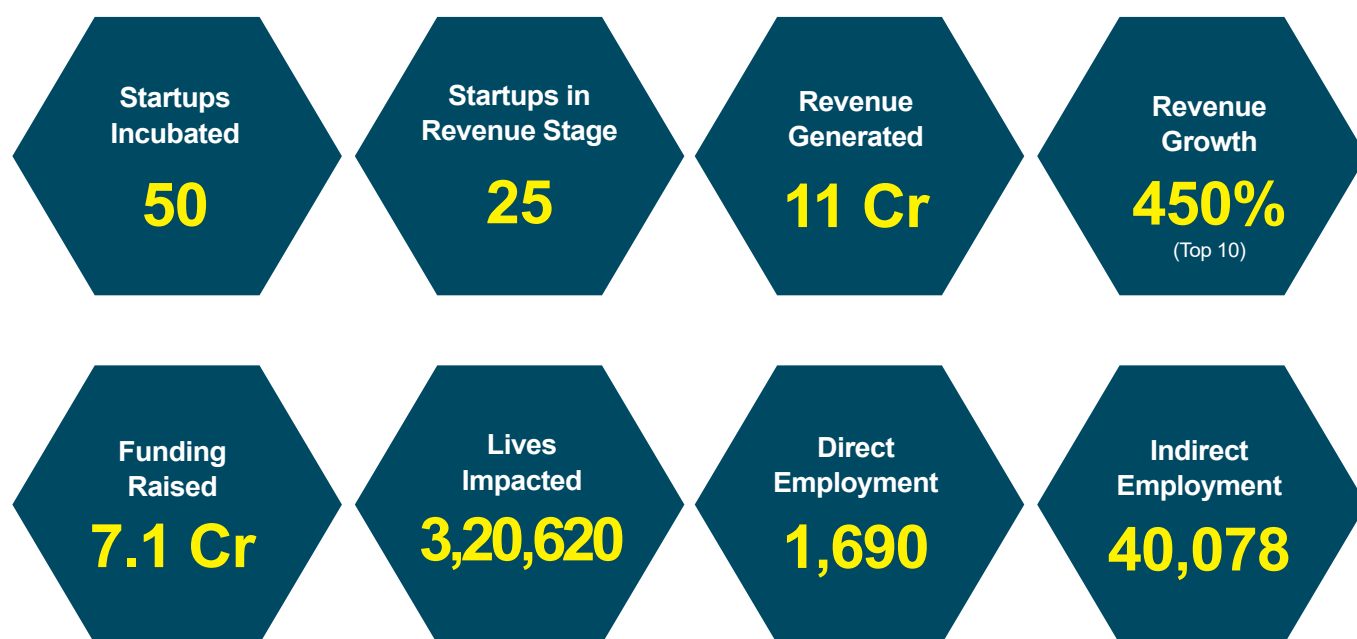 Startups
Incubated
50
Startups in
Revenue Stage
25
Revenue
Generated
11 Cr
Revenue
Growth
450%
(Top 10)
Funding
Raised
7.1 Cr
Lives
Impacted
3,20,620
Direct
Employment
1,690
Indirect
Employment
40,078